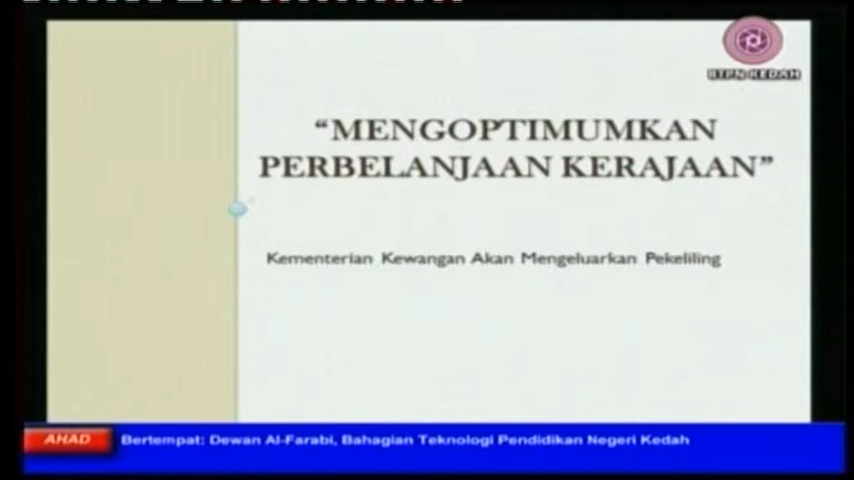 BTPN KEDAH
“MENGOPTIMUMKAN
PERBELANJAAN KERAJAAN”
Kementerian Kewangan Akan Mengeluarkan Pekeliling
AHAD
Bertempat: Dewan Al-Farabi, Bahagian Teknologi Pendidikan Negeri Kedah